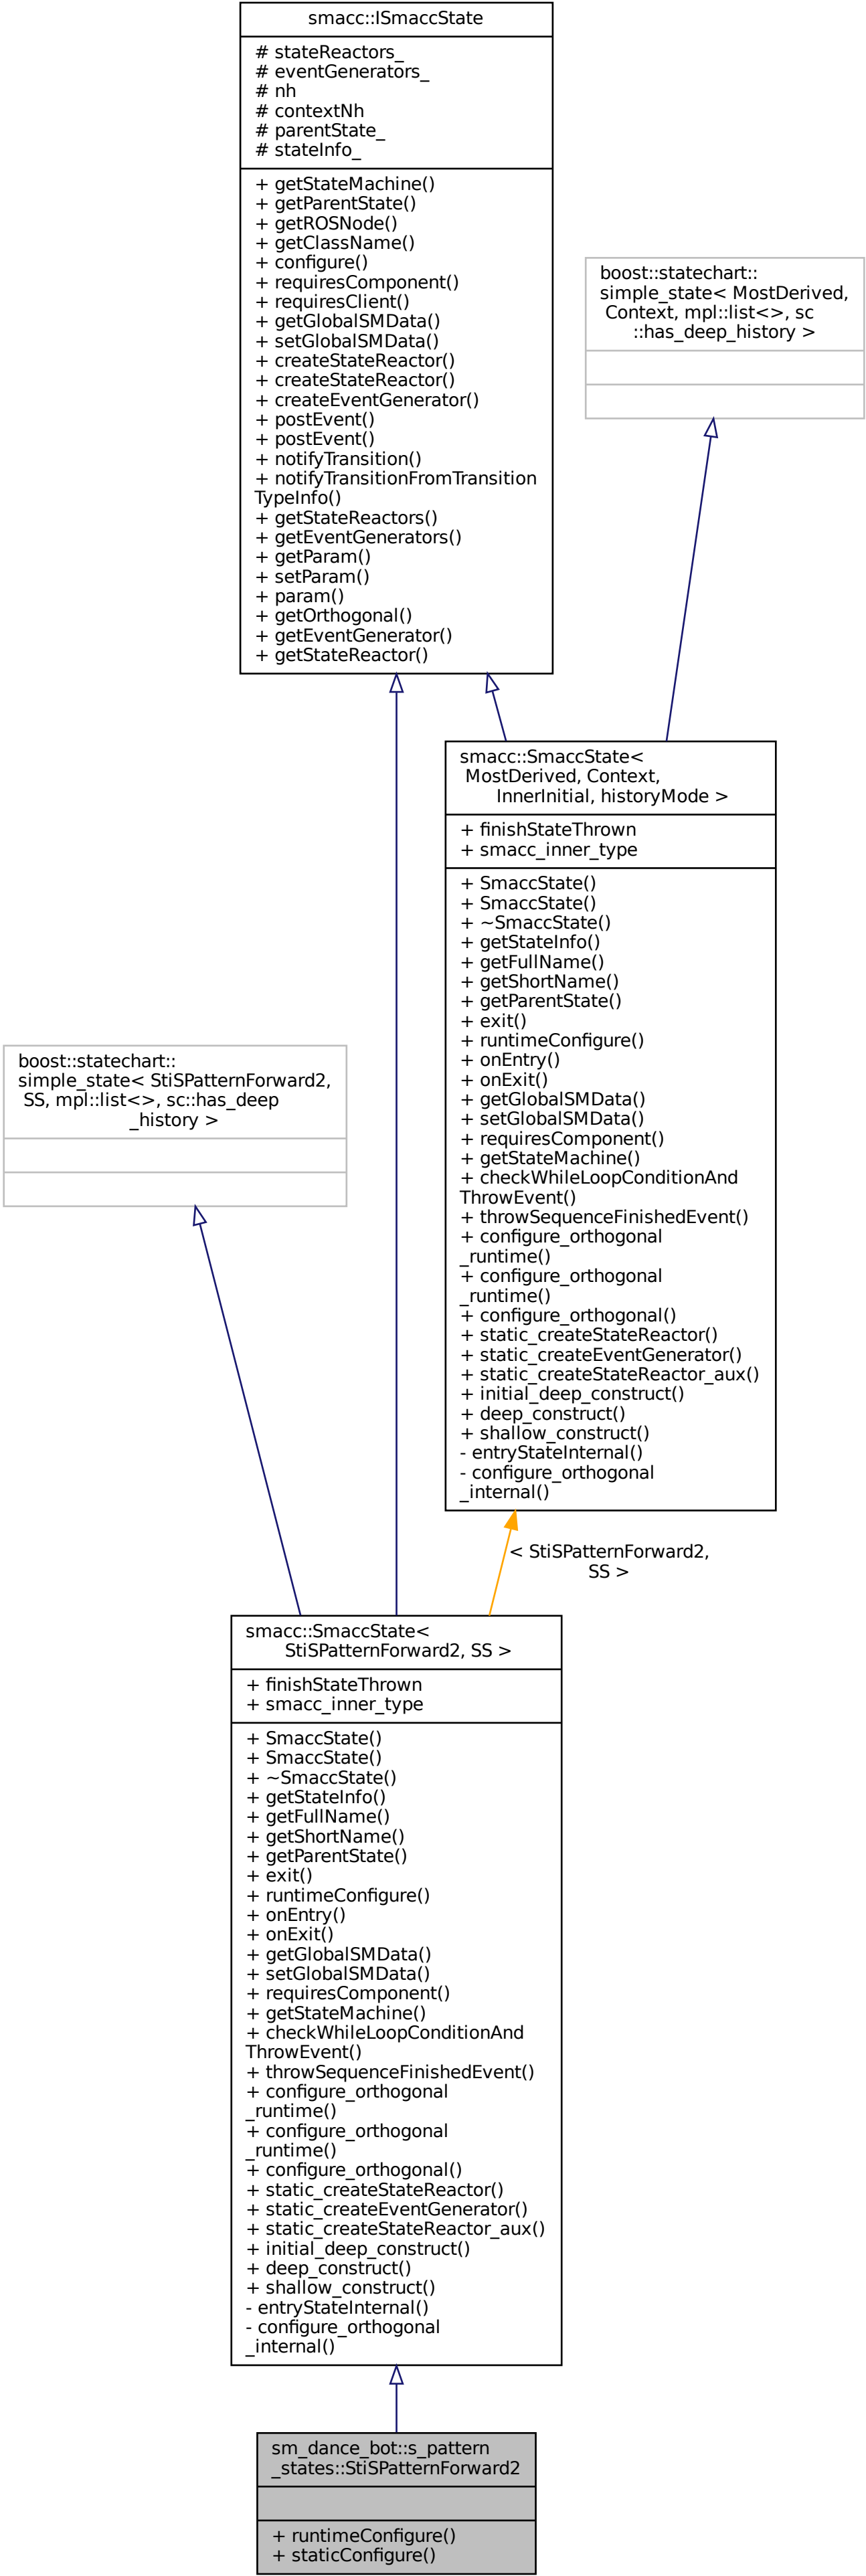 smacc::ISmaccState
# stateReactors_
# eventGenerators_
# nh
# contextNh
# parentState_
# stateInfo_
+ getStateMachine()
+ getParentState()
+ getROSNode()
+ getClassName()
+ configure()
+ requiresComponent()
+ requiresClient()
+ getGlobalSMData()
+ setGlobalSMData()
+ createStateReactor()
+ createStateReactor()
+ createEventGenerator()
+ postEvent()
+ postEvent()
+ notifyTransition()
+ notifyTransitionFromTransition
TypeInfo()
+ getStateReactors()
+ getEventGenerators()
+ getParam()
+ setParam()
+ param()
+ getOrthogonal()
+ getEventGenerator()
+ getStateReactor()
boost::statechart::
simple_state< MostDerived,
Context, mpl::list<>, sc
::has_deep_history >
smacc::SmaccState<
MostDerived, Context,
InnerInitial, historyMode >
+ finishStateThrown
+ smacc_inner_type
+ SmaccState()
+ SmaccState()
+ ~SmaccState()
+ getStateInfo()
+ getFullName()
+ getShortName()
+ getParentState()
+ exit()
+ runtimeConfigure()
+ onEntry()
+ onExit()
+ getGlobalSMData()
+ setGlobalSMData()
+ requiresComponent()
+ getStateMachine()
+ checkWhileLoopConditionAnd
ThrowEvent()
+ throwSequenceFinishedEvent()
+ configure_orthogonal
_runtime()
+ configure_orthogonal
_runtime()
+ configure_orthogonal()
+ static_createStateReactor()
+ static_createEventGenerator()
+ static_createStateReactor_aux()
+ initial_deep_construct()
+ deep_construct()
+ shallow_construct()
- entryStateInternal()
- configure_orthogonal
_internal()
boost::statechart::
simple_state< StiSPatternForward2,
SS, mpl::list<>, sc::has_deep
_history >
< StiSPatternForward2,
SS >
smacc::SmaccState<
StiSPatternForward2, SS >
+ finishStateThrown
+ smacc_inner_type
+ SmaccState()
+ SmaccState()
+ ~SmaccState()
+ getStateInfo()
+ getFullName()
+ getShortName()
+ getParentState()
+ exit()
+ runtimeConfigure()
+ onEntry()
+ onExit()
+ getGlobalSMData()
+ setGlobalSMData()
+ requiresComponent()
+ getStateMachine()
+ checkWhileLoopConditionAnd
ThrowEvent()
+ throwSequenceFinishedEvent()
+ configure_orthogonal
_runtime()
+ configure_orthogonal
_runtime()
+ configure_orthogonal()
+ static_createStateReactor()
+ static_createEventGenerator()
+ static_createStateReactor_aux()
+ initial_deep_construct()
+ deep_construct()
+ shallow_construct()
- entryStateInternal()
- configure_orthogonal
_internal()
sm_dance_bot::s_pattern
_states::StiSPatternForward2
+ runtimeConfigure()
+ staticConfigure()